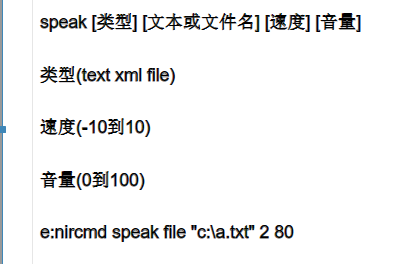 speak [类型] [文本或文件名] [速度] [音量]
类型(text xml file)
速度(-10到10)
音量(0到100)
e:nircmd speak file "c:\a.txt" 2 80